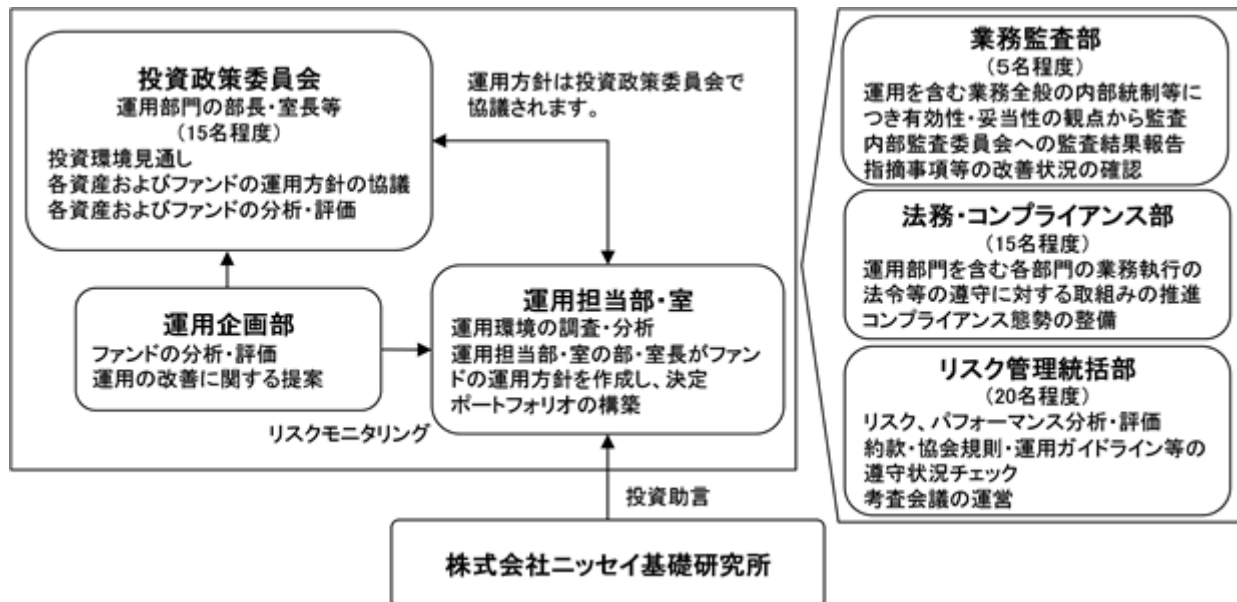 投資政策委員会
運用部門の部長・室長等
(15名程度)
投資環境見通し
各資産およびファンドの運用方針の協議
各資産およびファンドの分析・評価
運用方針は投資政策委員会で
協議されます。
運用企画部
ファンドの分析・評価
運用の改善に関する提案
リスクモニタリング
運用担当部・室
運用環境の調査・分析
運用担当部・室の部・室長がファン
ドの運用方針を作成し、決定
ポートフォリオの構築
投資助言
株式会社ニッセイ基礎研究所
業務監査部
(5名程度)
運用を含む業務全般の内部統制等に
つき有効性・妥当性の観点から監査
内部監査委員会への監査結果報告
指摘事項等の改善状況の確認
法務・コンプライアンス部
(15名程度)
運用部門を含む各部門の業務執行の
法令等の遵守に対する取組みの推進
コンプライアンス態勢の整備
リスク管理統括部
(20名程度)
リスク、パフォーマンス分析・評価
約款・協会規則・運用ガイドライン等の
遵守状況チェック
考査会議の運営